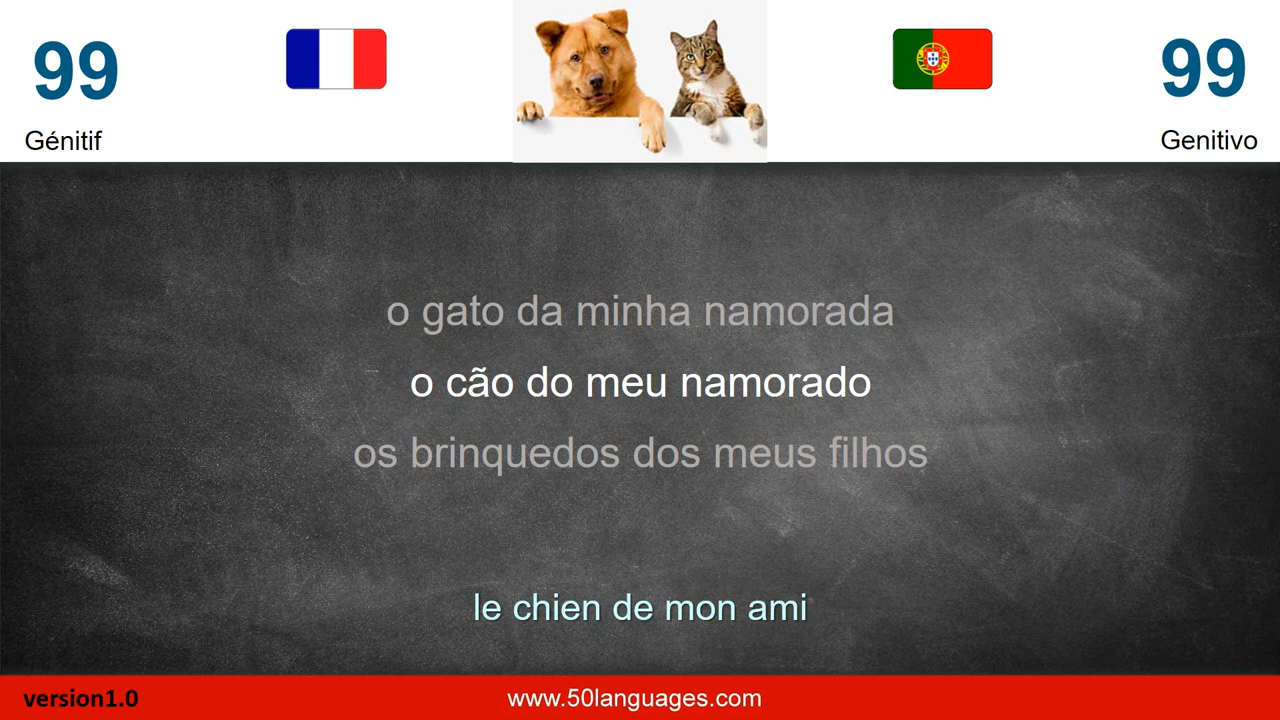 99
99
Génitif
Genitivo
o gato da minha namorada
o cão do meu namorado
os brinquedos dos meus filhos
le chien de mon ami
version1.0
www.50languages.com